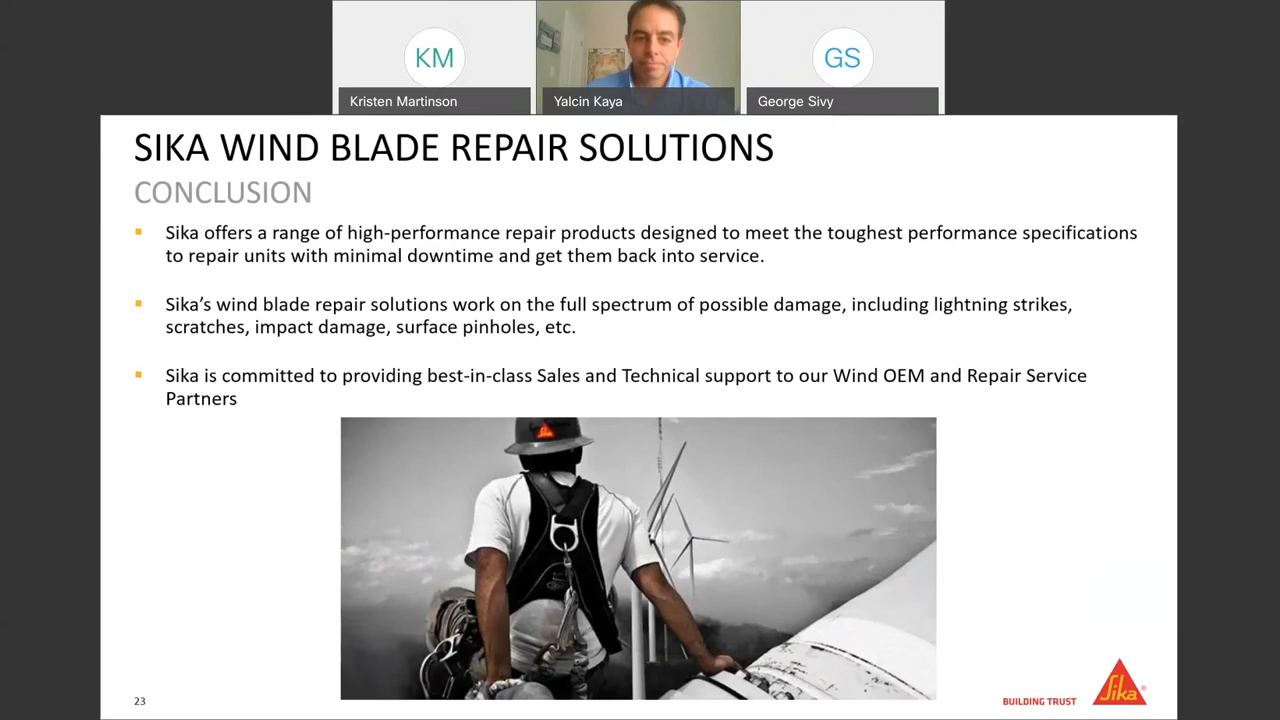 KM
GS
Kristen Martinson
Yalcin Kaya
George Sivy
SIKA WIND BLADE REPAIR SOLUTIONS
CONCLUSION
Sika offers a range of high-performance repair products designed to meet the toughest performance specifications
to repair units with minimal downtime and get them back into service.
Sika’s wind blade repair solutions work on the full spectrum of possible damage, including lightning strikes,
scratches, impact damage, surface pinholes, etc.
Sika is committed to providing best-in-class Sales and Technical support to our Wind OEM and Repair Service
Partners
23
BUILDING TRUST
Sika®